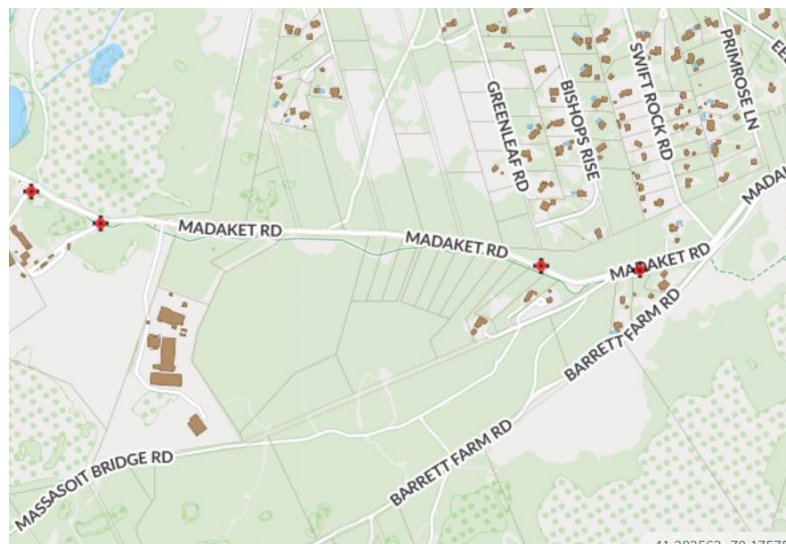 GREENLEAF RD
BISHOPS RISE
SWIFT ROCK RD
PRIMROSE LN
MADAKET RD
MADAKET RD
MADAKET RD
BARRETT FARM RD
BARRETT FARM RD
MASSASOIT BRIDGE RD